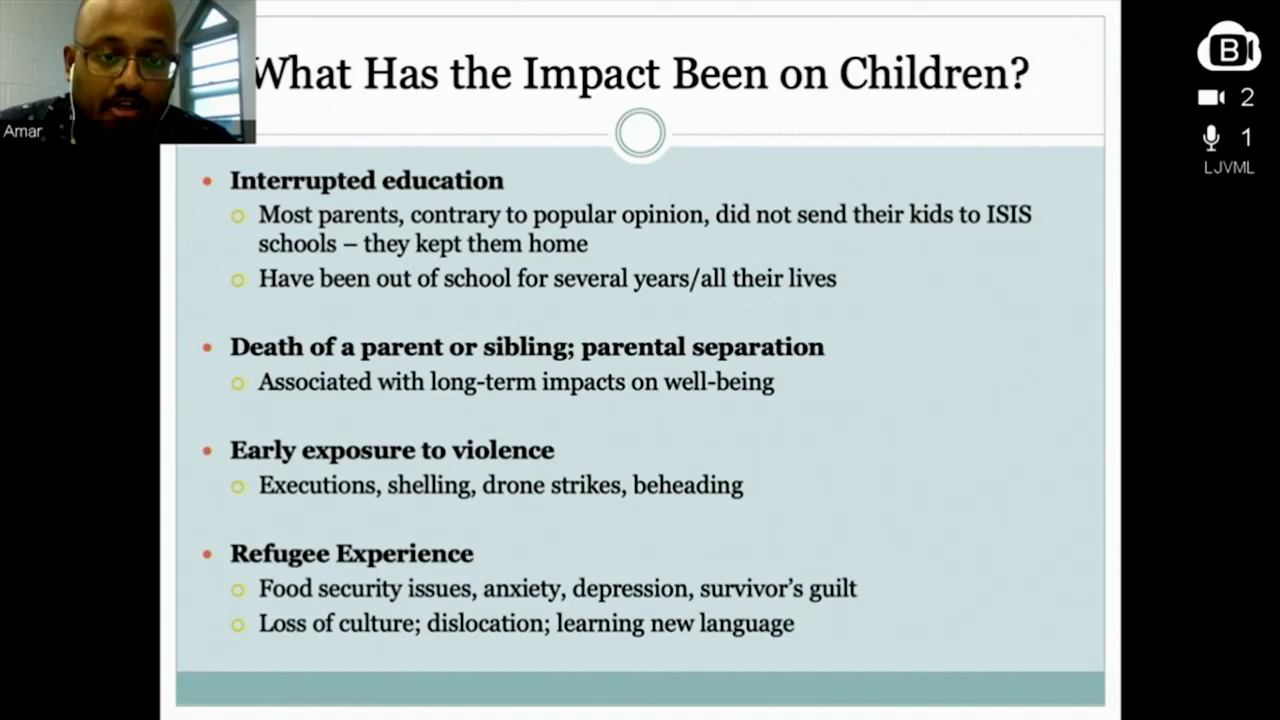 What Has the Impact Been on Children?
Amar
B
2
1
LJVML
• Interrupted education
Most parents, contrary to popular opinion, did not send their kids to ISIS
schools – they kept them home
Have been out of school for several years/all their lives
• Death of a parent or sibling; parental separation
Associated with long-term impacts on well-being
• Early exposure to violence
Executions, shelling, drone strikes, beheading
• Refugee Experience
Food security issues, anxiety, depression, survivor's guilt
Loss of culture; dislocation; learning new language